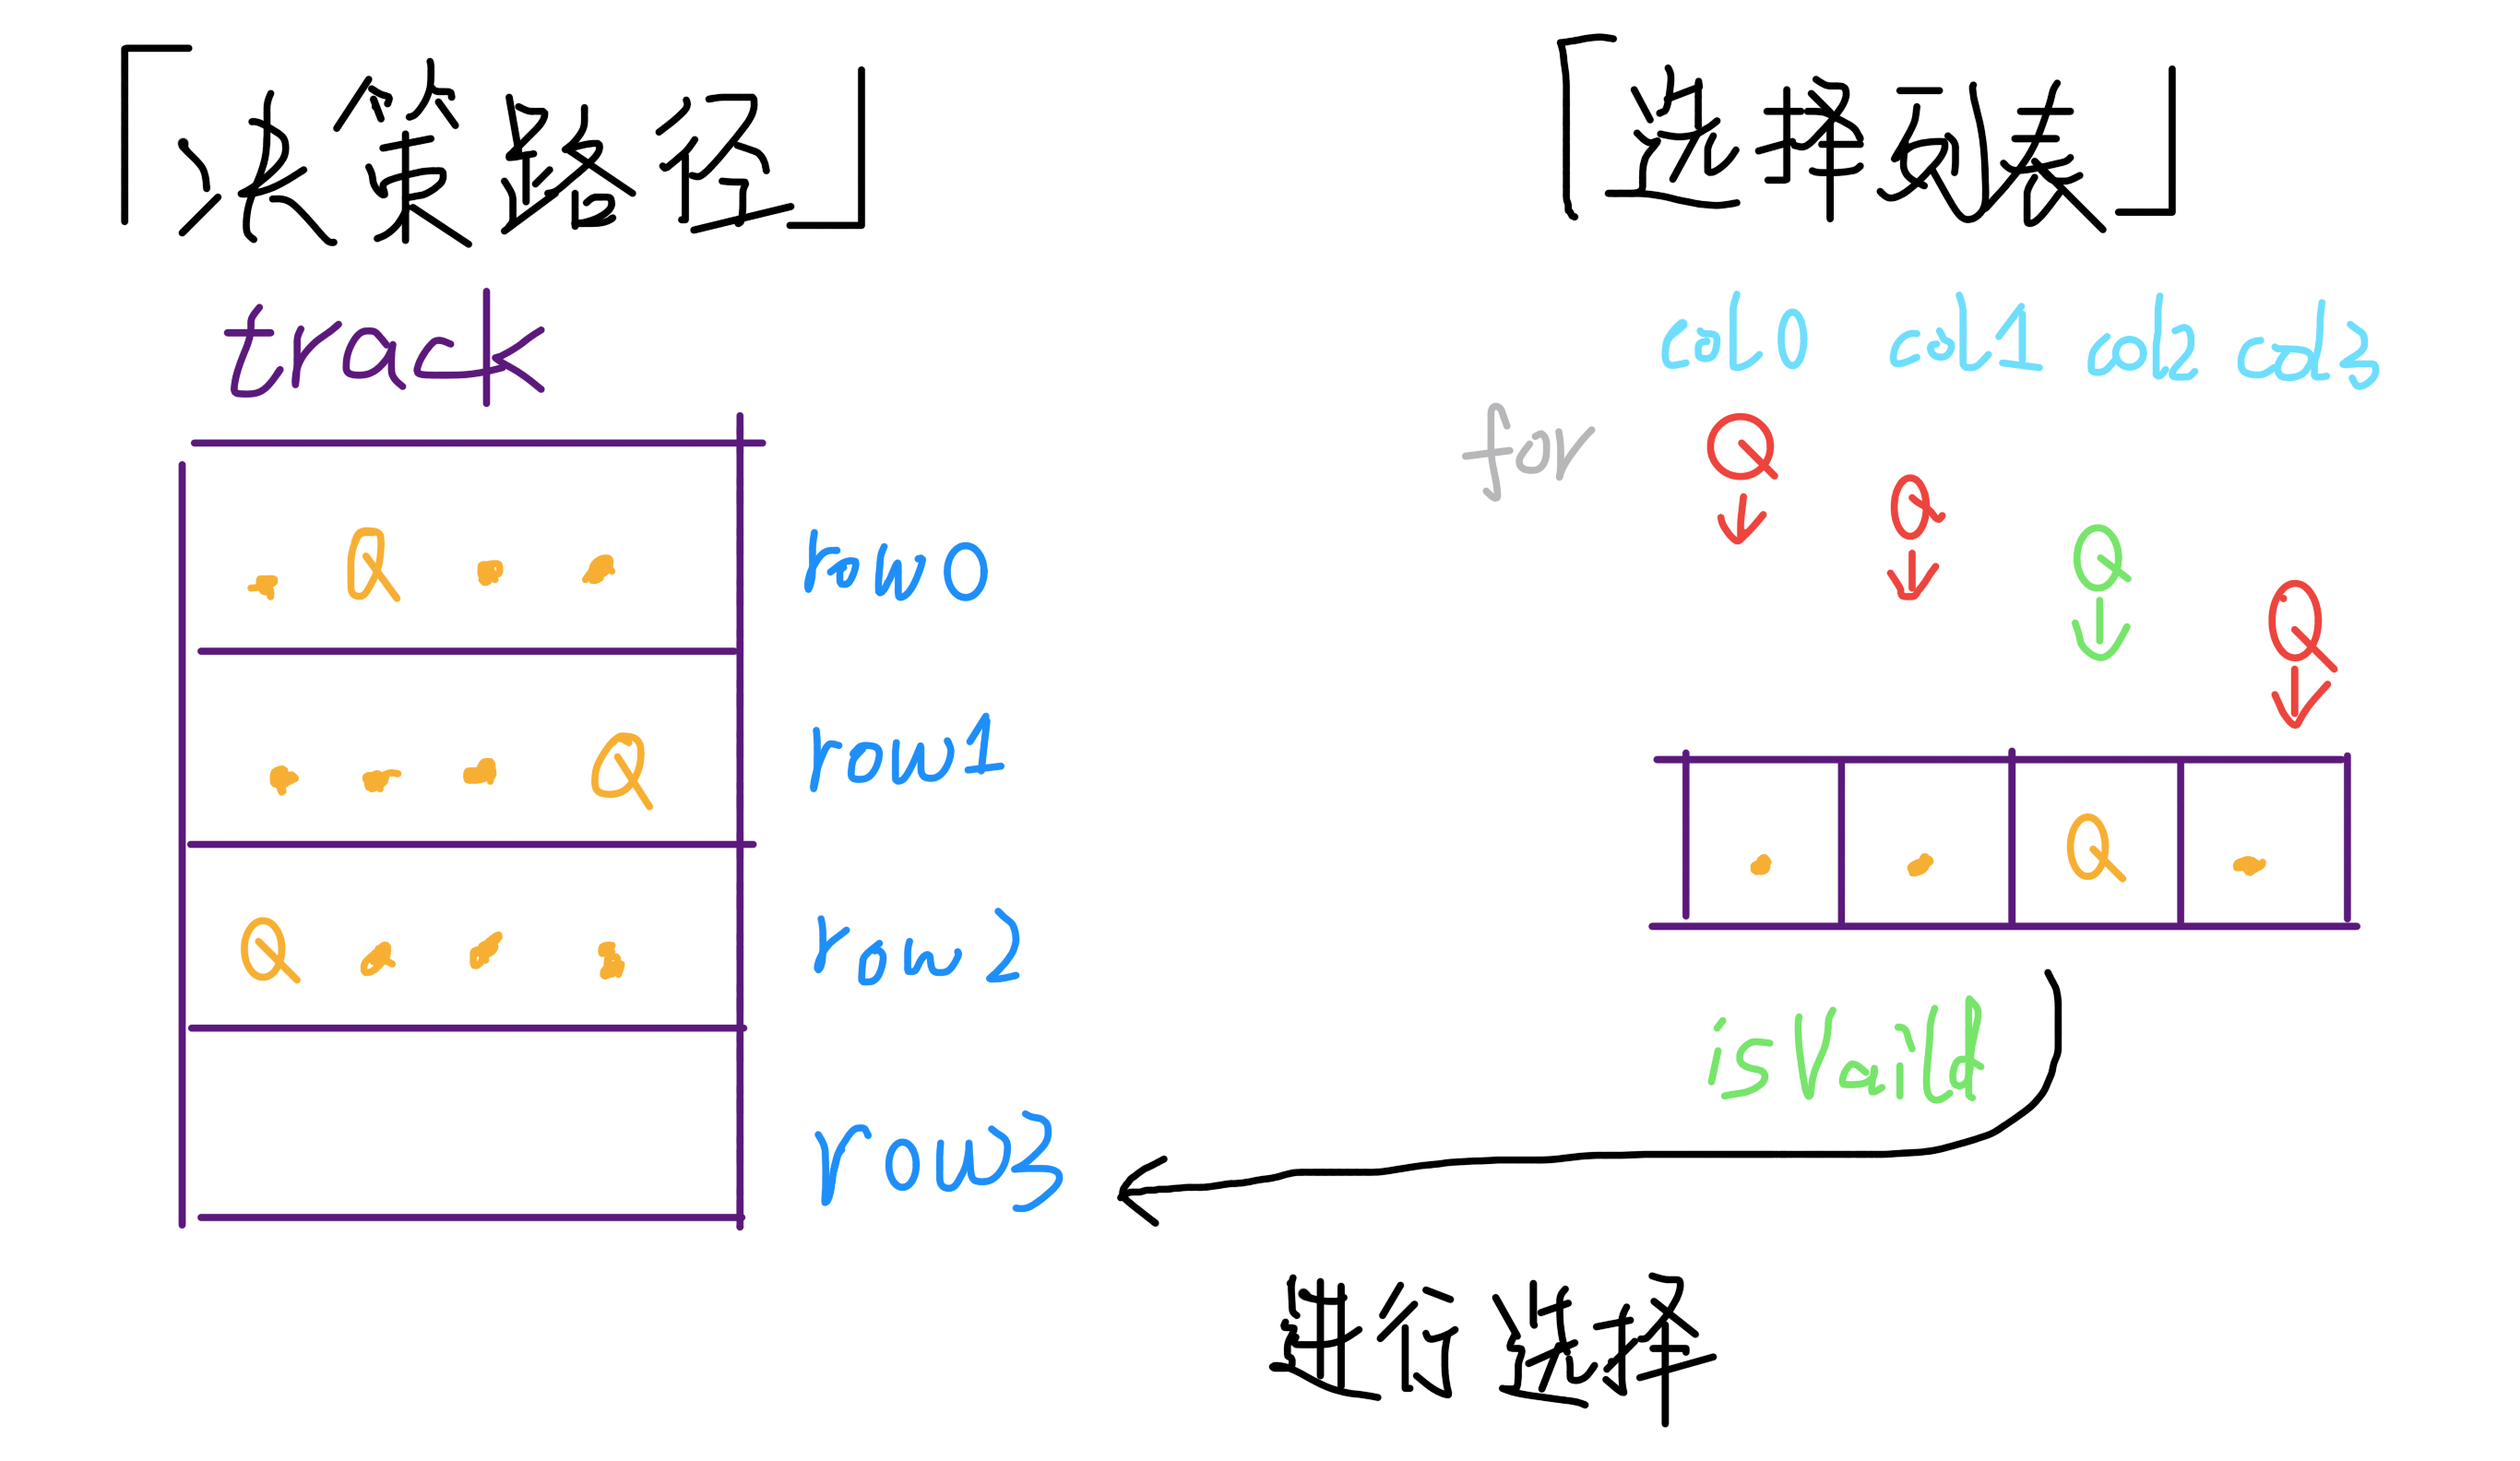 「决策路径」
「选择列表」
track
col0 col1 col2 col3
for
Q
Q
Q
Q
. Q . . row0
. . . Q row1
Q . . . row2
row3
. . Q .
isVaild
进行选择